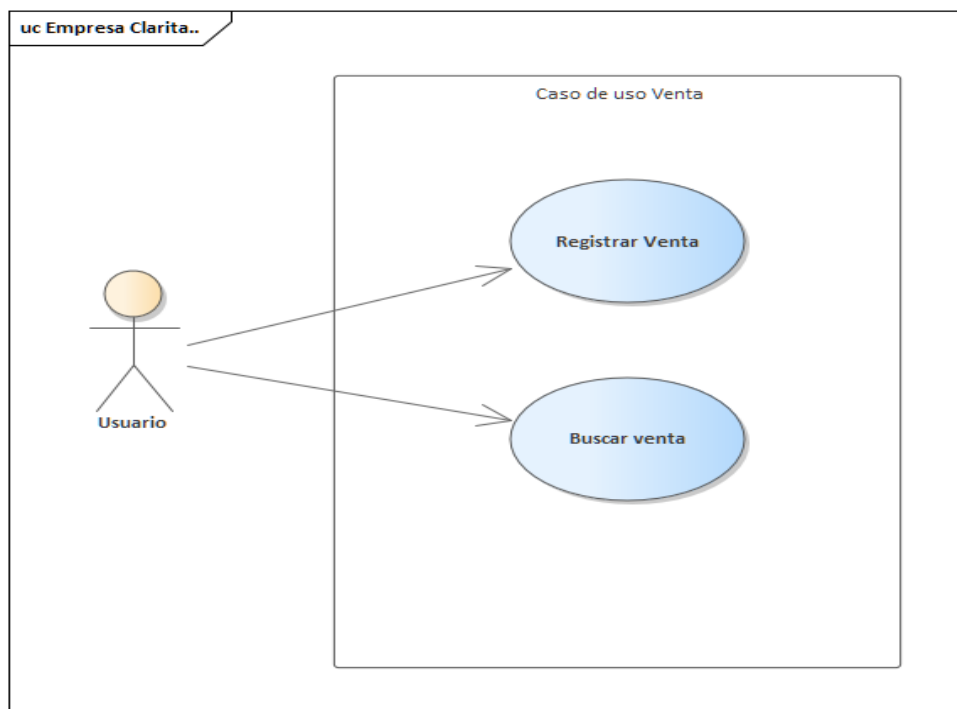 uc Empresa Clarita..
Caso de uso Venta
Registrar Venta
Usuario
Buscar venta